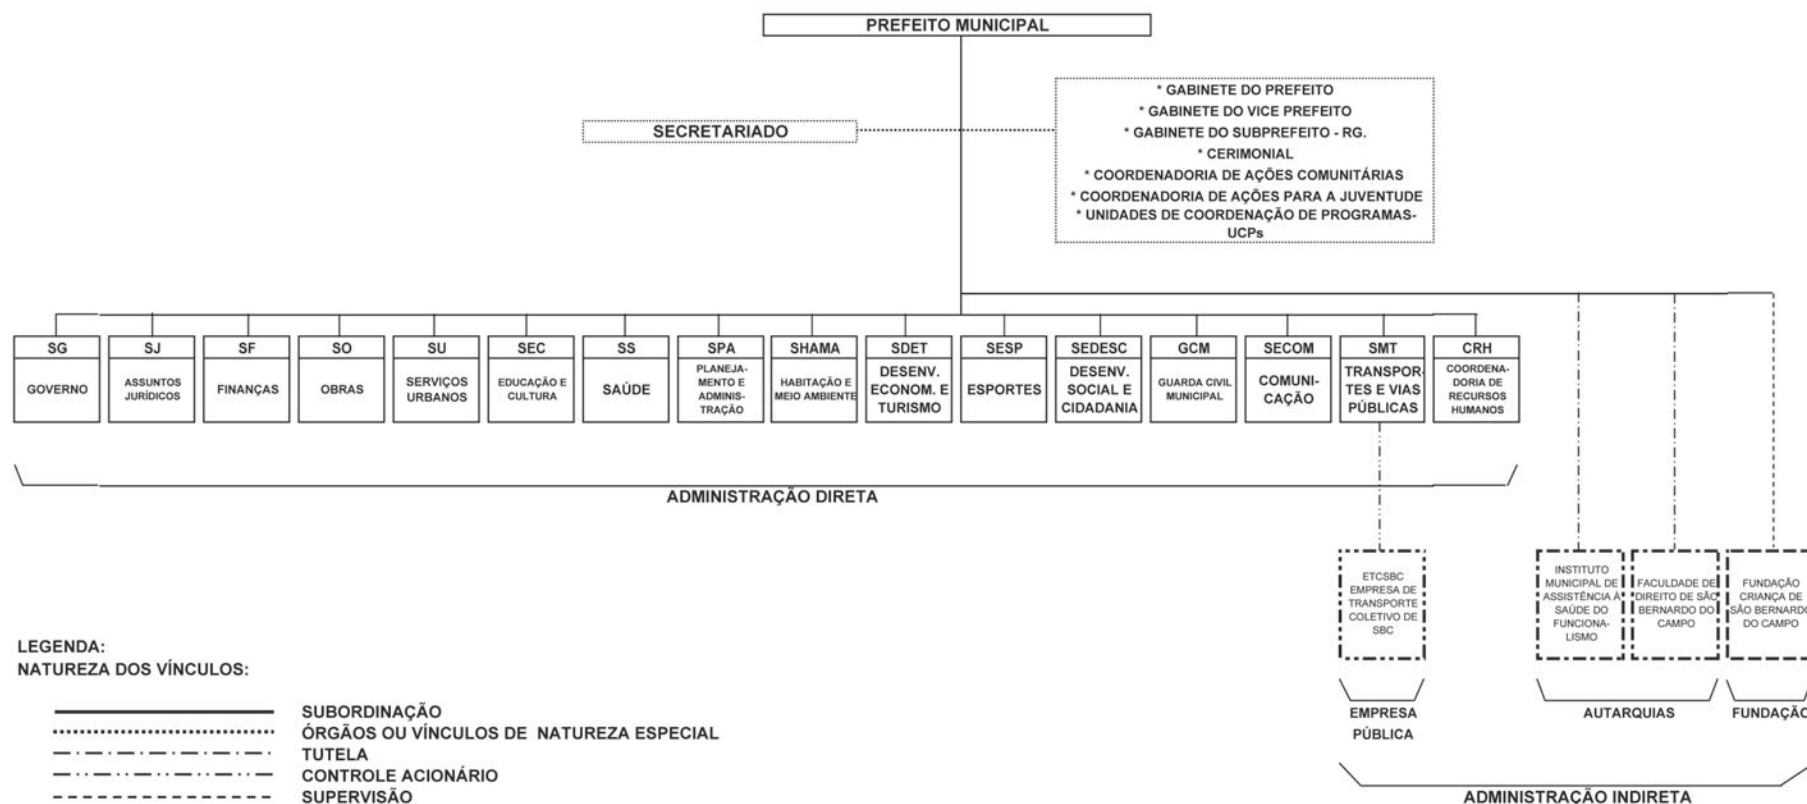 PREFEITO MUNICIPAL
SECRETARIADO
* GABINETE DO PREFEITO
* GABINETE DO VICE PREFEITO
* GABINETE DO SUBPREFEITO - RG.
* CERIMONIAL
* COORDENADORIA DE AÇÕES COMUNITÁRIAS
* COORDENADORIA DE AÇÕES PARA A JUVENTUDE
* UNIDADES DE COORDENAÇÃO DE PROGRAMAS-
UCPs
SG
GOVERNO
SJ
ASSUNTOS
JURÍDICOS
SF
FINANÇAS
SO
OBRAS
SU
SERVIÇOS
URBANOS
SEC
EDUCAÇÃO E
CULTURA
SS
SAÚDE
SPA
PLANEJA-
MENTO E
ADMINIS-
TRAÇÃO
SHAMA
HABITAÇÃO E
MEIO AMBIENTE
SDET
DESENV.
ECONOM. E
TURISMO
SESP
ESPORTES
SEDESC
DESENV.
SOCIAL E
CIDADANIA
GCM
GUARDA CIVIL
MUNICIPAL
SECOM
COMUNI-
CAÇÃO
SMT
TRANSPOR-
TES E VIAS
PÚBLICAS
CRH
COORDENA-
DORIA DE
RECURSOS
HUMANOS
ADMINISTRAÇÃO DIRETA
ETCSBC
EMPRESA DE
TRANSPORTE
COLETIVO DE
SBC
INSTITUTO
MUNICIPAL DE
ASSISTÊNCIA À
SAÚDE DO
FUNCIONA-
LISMO
FACULDADE DE
DIREITO DE SÃO
BERNARDO DO
CAMPO
FUNDAÇÃO
CRIANÇA DE
SÃO BERNARDO
DO CAMPO
EMPRESA
PÚBLICA
AUTARQUIAS
FUNDAÇÃO
ADMINISTRAÇÃO INDIRETA
LEGENDA:
NATUREZA DOS VÍNCULOS:
SUBORDINAÇÃO
ÓRGÃOS OU VÍNCULOS DE NATUREZA ESPECIAL
TUTELA
CONTROLE ACIONÁRIO
SUPERVISÃO